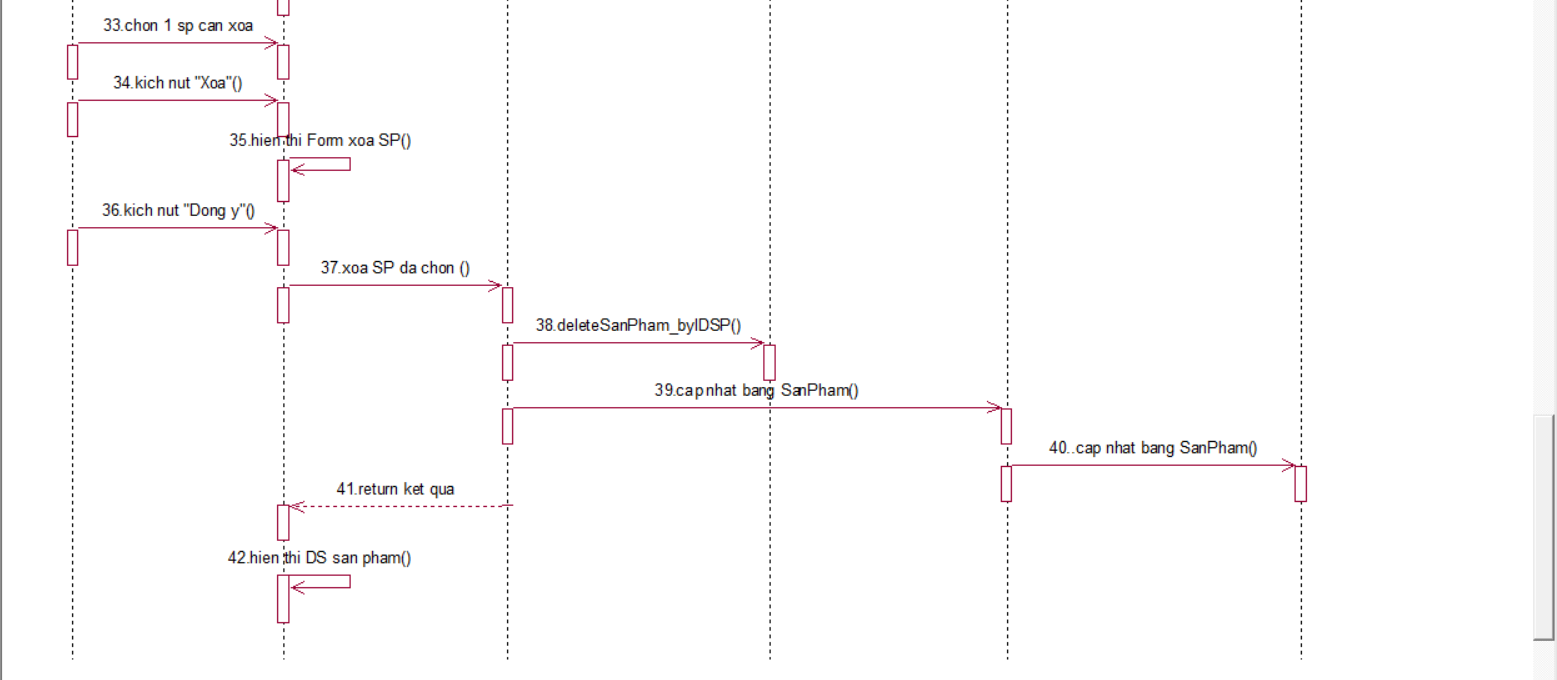 33.chon 1 sp can xoa
34.kich nut "Xoa"()
35.hien thi Form xoa SP()
36.kich nut "Dong y"()
37.xoa SP da chon ()
38.deleteSanPham_byIDSP()
39.cap nhat bang SanPham()
40..cap nhat bang SanPham()
41.return ket qua
42.hien thi DS san pham()